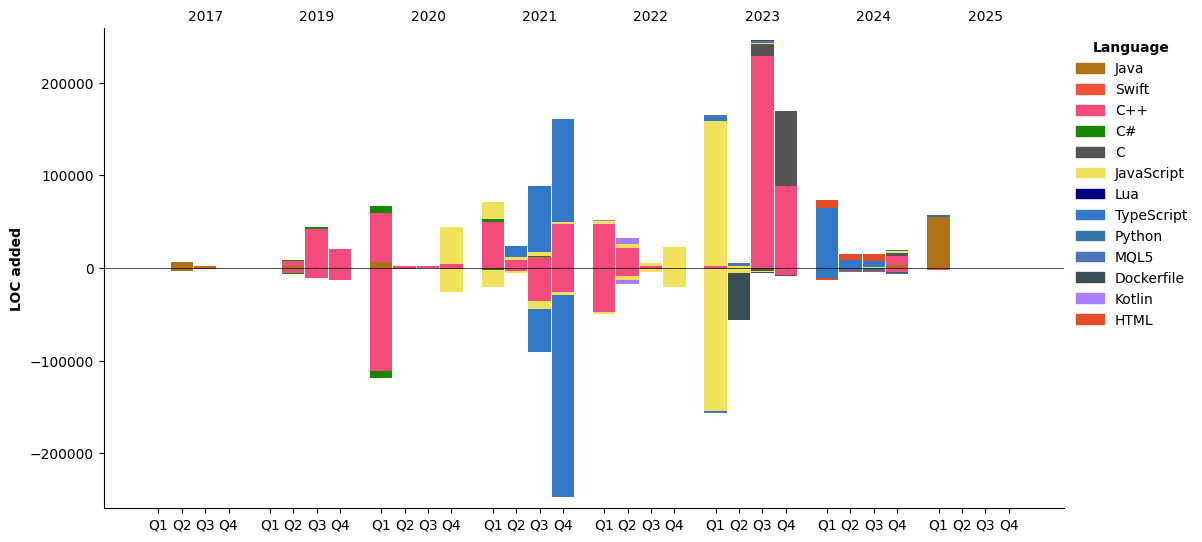 2017 2019 2020 2021 2022 2023 2024 2025
LOC added
200000
100000
0
−100000
−200000
Q1 Q2 Q3 Q4 Q1 Q2 Q3 Q4 Q1 Q2 Q3 Q4 Q1 Q2 Q3 Q4 Q1 Q2 Q3 Q4 Q1 Q2 Q3 Q4 Q1 Q2 Q3 Q4 Q1 Q2 Q3 Q4
Language
Java
Swift
C++
C#
C
JavaScript
Lua
TypeScript
Python
MQL5
Dockerfile
Kotlin
HTML